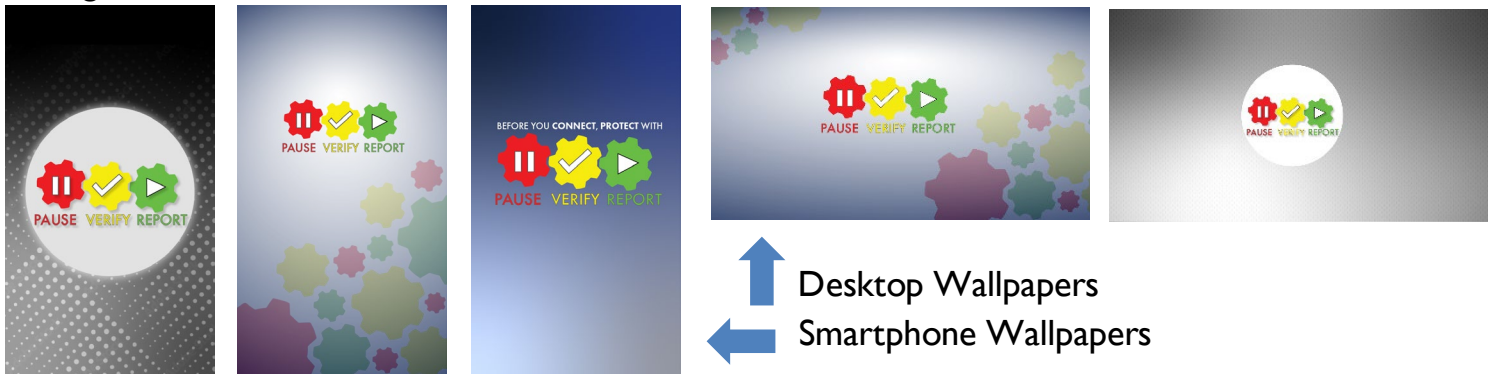 PAUSE VERIFY REPORT
PAUSE VERIFY REPORT
BEFORE YOU CONNECT, PROTECT WITH
PAUSE VERIFY REPORT
PAUSE VERIFY REPORT
PAUSE VERIFY REPORT
Desktop Wallpapers
Smartphone Wallpapers